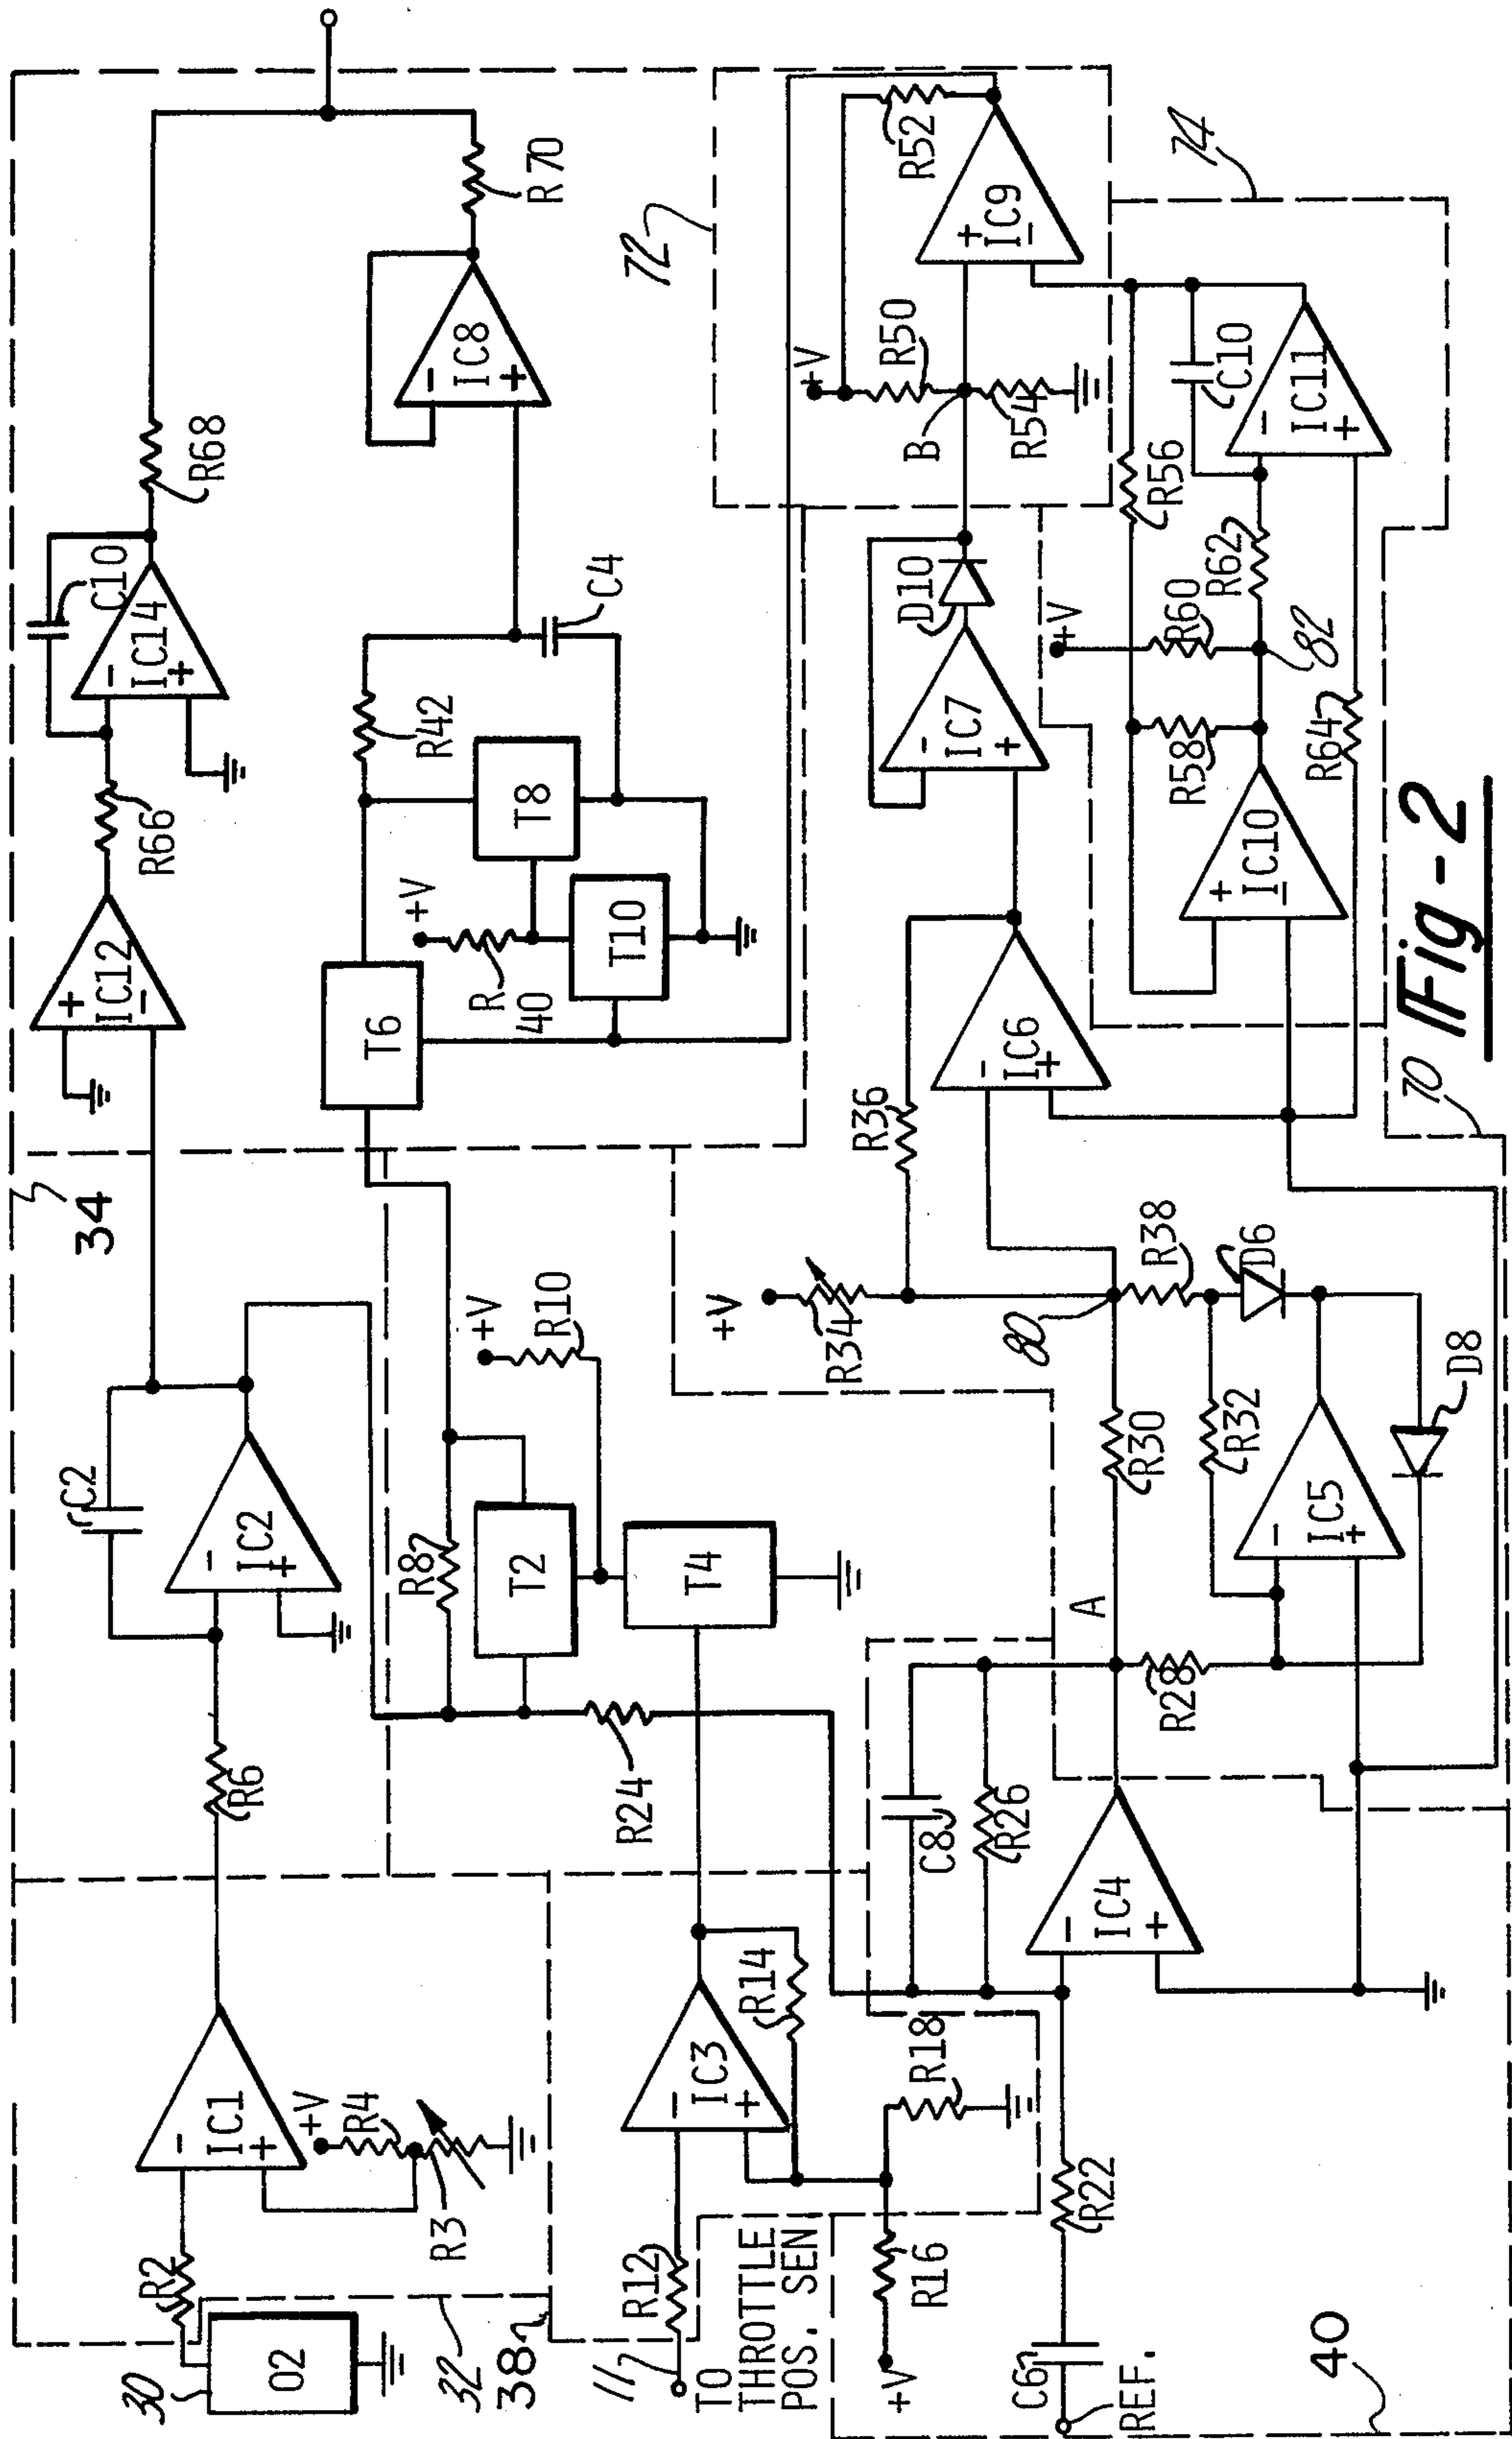 34
C2
IC2
-
+
R6
IC12
+
-
R66
IC14
-
+
C10
R68
IC1
-
+
R2
30
O2
+V
R4
R3
32
38
R8
T2
T4
+V
R10
R24
T6
R
40
+V
T10
T8
R42
C4
IC8
-
+
R70
72
+V
R50
R52
B
R54
IC9
+
-
74
11
TO
THROTTLE
POS. SEN
R12
IC3
-
+
R14
R16
+V
R18
C8
R26
R22
C6
REF.
40
IC4
-
+
A
R28
R30
+V
R34
80
R36
R38
D6
R32
IC5
-
+
D8
IC6
-
+
IC7
-
+
D10
+V
R60
R58
R62
82
R56
C10
IC10
+
-
IC11
-
+
R64
70
Fig-2